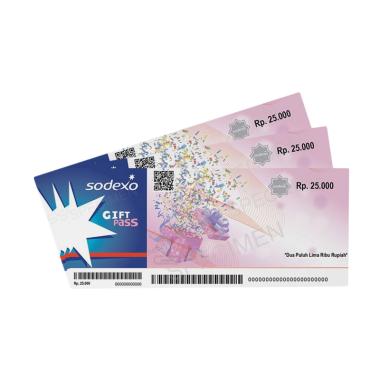 Rp. 25.000
Rp. 25.000
sodexo
GIFT
Pass
Rp. 25.000
SPECIMEN
"Dua Puluh Lima Ribu Rupiah"
Rp. 25.000